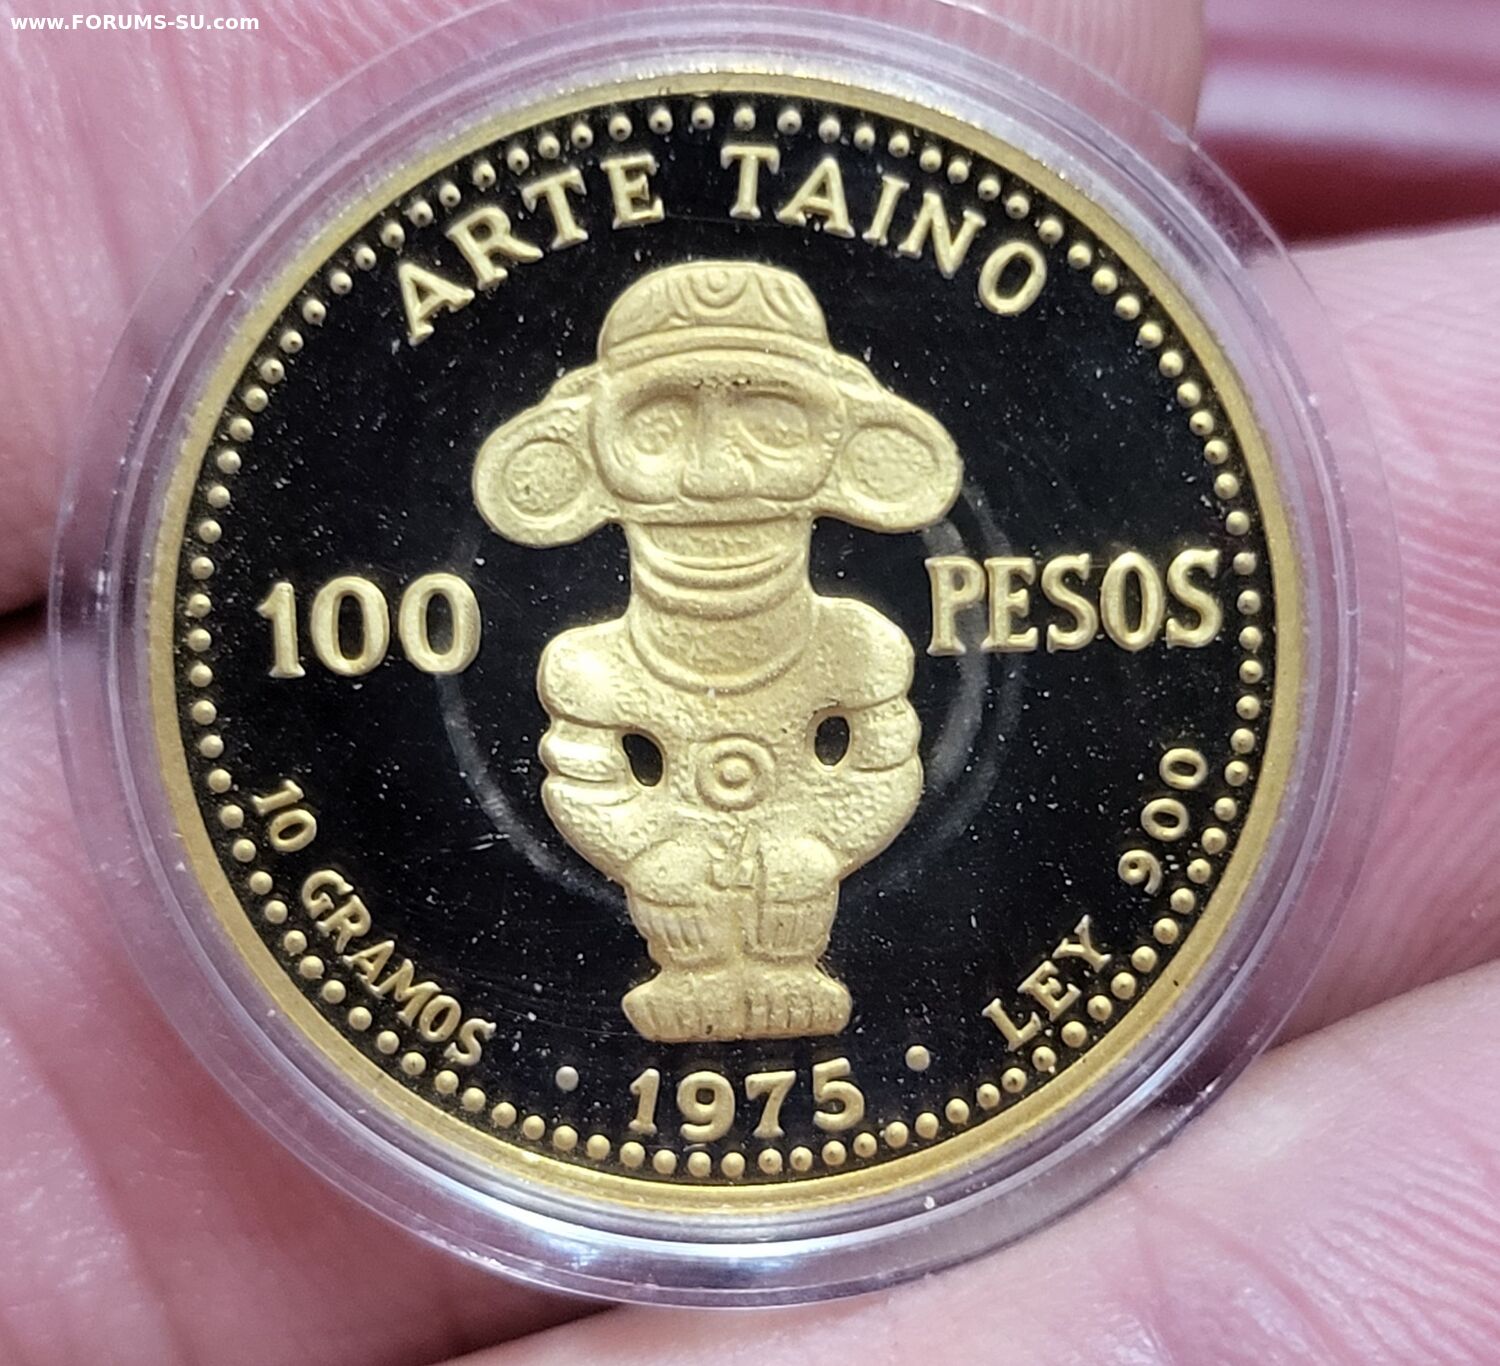 www.FORUMS-SU.com
ARTE TAINO
100 PESOS
10 GRAMOS
· 1975 ·
LEY 900